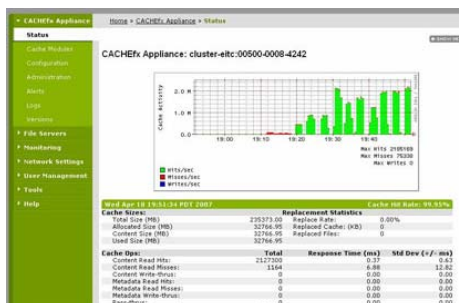 CACHEfx Appliance
Status
Cache Modules
Configuration
Administration
Alerts
Logs
Versions
File Servers
Monitoring
Network Settings
User Management
Tools
Help
Home » CACHEfx Appliance » Status
CACHEfx Appliance: cluster-eitc:00500-0008-4242
Cache Activity
2.0 M
1.0 M
0.0
19:00 19:10 19:20 19:30 19:40
Max Hits 2105169
Max Misses 75330
Max Writes 0
Hits/sec
Misses/sec
Writes/sec
Wed Apr 18 19:51:34 PDT 2007 Cache Hit Rate: 99.95%
Cache Sizes: Replacement Statistics
Total Size (MB) 235373.00 Replace Rate: 0.00%
Allocated Size (MB) 32766.95 Replaced Cache: (KB) 0
Content Size (MB) 32766.95 Replaced Files: 0
Used Size (MB) 32766.95
Cache Ops: Total Response Time (ms) Std Dev (+/- ms)
Content Read Hits: 2127300 0.37 0.63
Content Read Misses: 1164 6.88 12.82
Content Write-thrus: 0 0.00 0.00
Metadata Read Hits: 0 0.00 0.00
Metadata Read Misses: 0 0.00 0.00
Metadata Write-thrus: 0 0.00 0.00